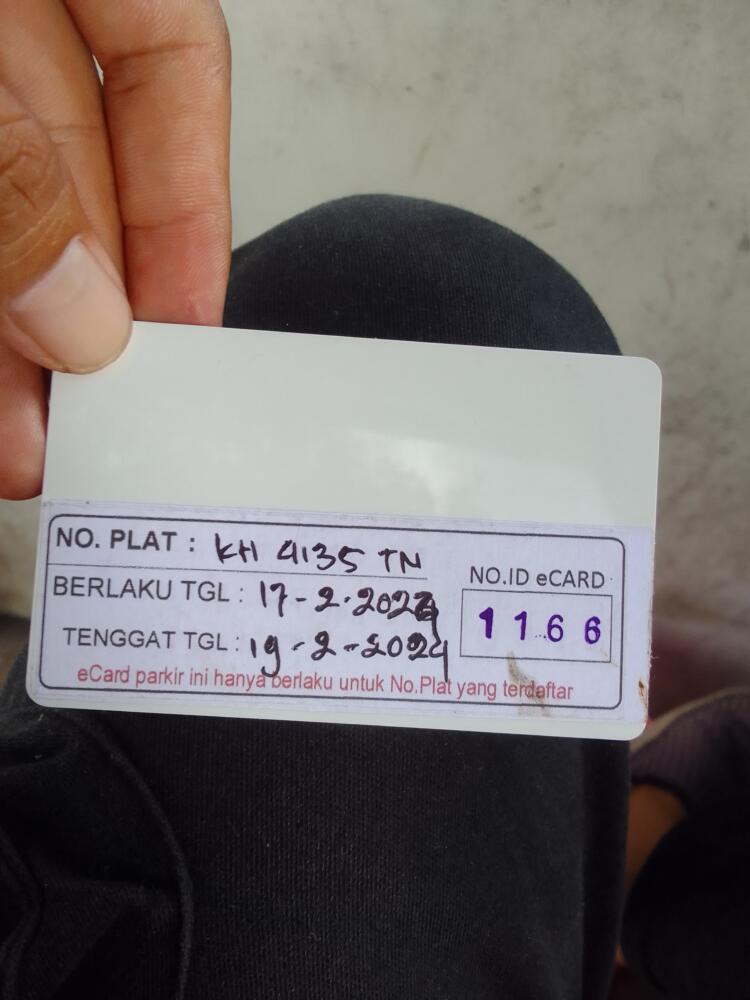 NO. PLAT : KH 4135 TN
BERLAKU TGL : 17-2-2024
TENGGAT TGL : 19-2-2024
NO.ID eCARD
1166
eCard parkir ini hanya berlaku untuk No.Plat yang terdaftar